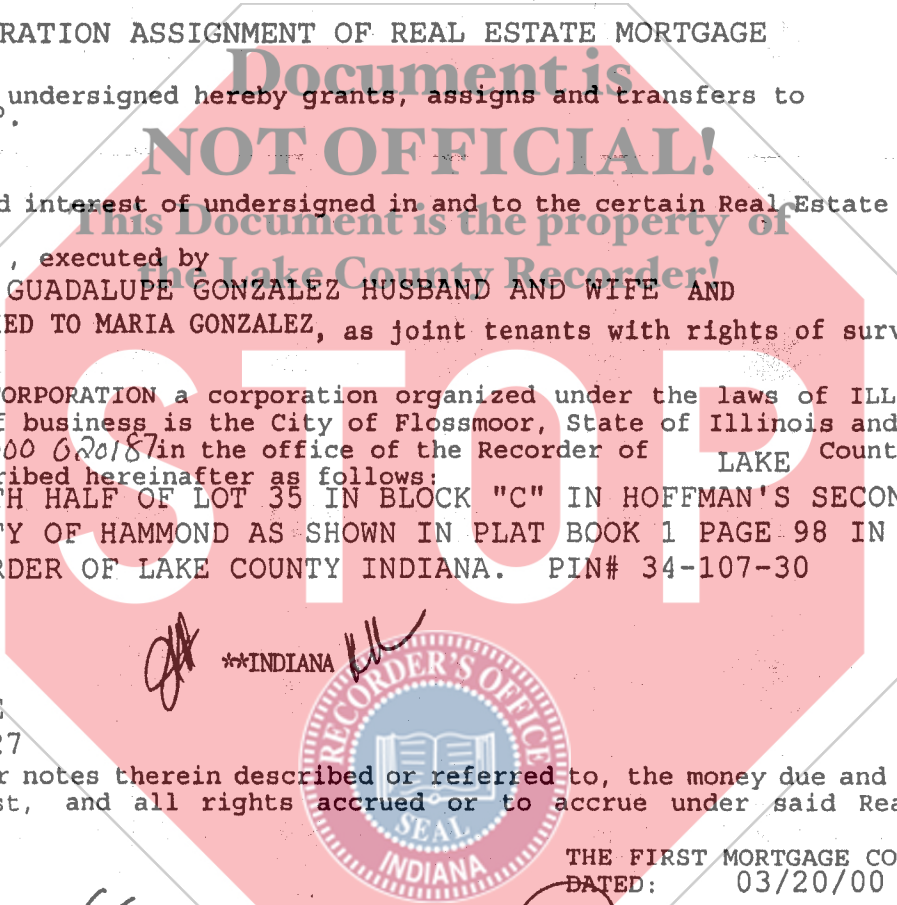 RATION ASSIGNMENT OF REAL ESTATE MORTGAGE
Document is
undersigned hereby grants, assigns and transfers to
NOT OFFICIAL!
d interest of undersigned in and to the certain Real Estate
This Document is the property of
, executed by
the Lake County Recorder!
GUADALUPE GONZALEZ HUSBAND AND WIFE AND
IED TO MARIA GONZALEZ, as joint tenants with rights of surv
STOP
ORPORATION a corporation organized under the laws of ILL
f business is the City of Flossmoor, State of Illinois and
000 020187 in the office of the Recorder of LAKE Count
ribed hereinafter as follows:
TH HALF OF LOT 35 IN BLOCK "C" IN HOFFMAN'S SECON
TY OF HAMMOND AS SHOWN IN PLAT BOOK 1 PAGE 98 IN
RDER OF LAKE COUNTY INDIANA. PIN# 34-107-30
**INDIANA
RECORDER'S OFFICE
E
27
r notes therein described or referred to, the money due and
st, and all rights accrued or to accrue under said Rea
SEAL
INDIANA
THE FIRST MORTGAGE CO
DATED: 03/20/00